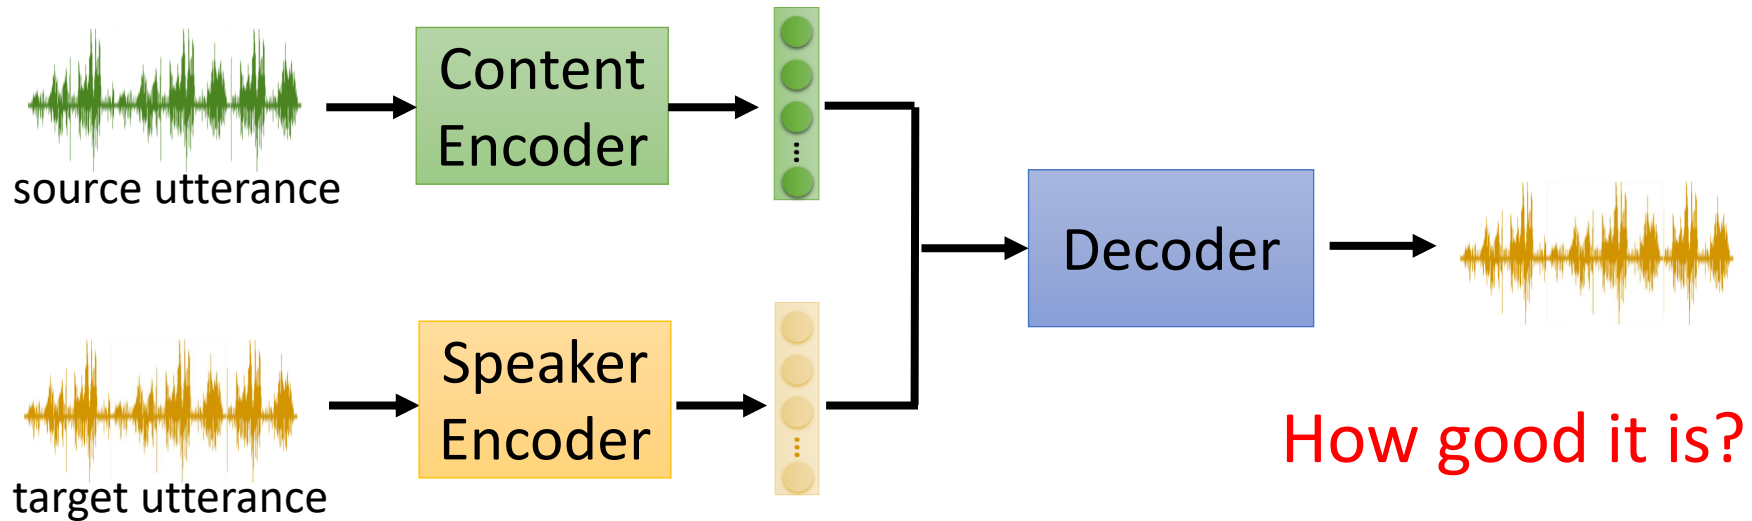 source utterance
Content
Encoder
target utterance
Speaker
Encoder
Decoder
How good it is?